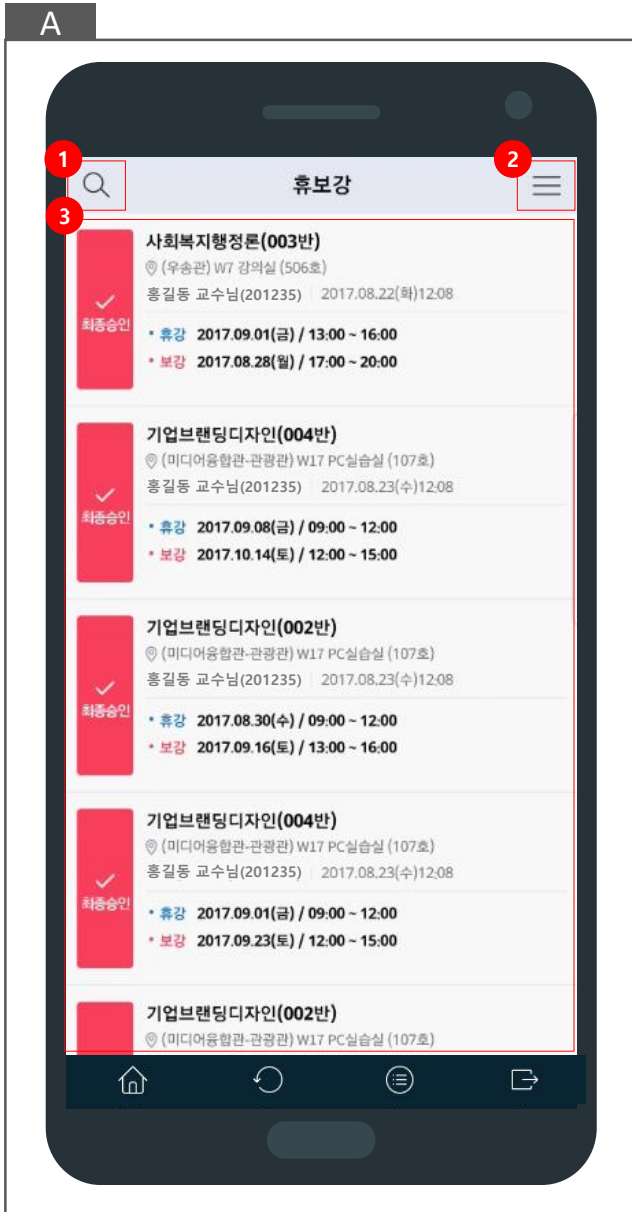 A
1
2
휴보강
3
사회복지행정론(003반)
(우송관) W7 강의실 (506호)
홍길동 교수님(201235) 2017.08.22(화)12:08
최종승인
• 휴강 2017.09.01(금) / 13:00 ~ 16:00
• 보강 2017.08.28(월) / 17:00 ~ 20:00
기업브랜딩디자인(004반)
(미디어융합관-관광관) W17 PC실습실 (107호)
홍길동 교수님(201235) 2017.08.23(수)12:08
최종승인
• 휴강 2017.09.08(금) / 09:00 ~ 12:00
• 보강 2017.10.14(토) / 12:00 ~ 15:00
기업브랜딩디자인(002반)
(미디어융합관-관광관) W17 PC실습실 (107호)
홍길동 교수님(201235) 2017.08.23(수)12:08
최종승인
• 휴강 2017.08.30(수) / 09:00 ~ 12:00
• 보강 2017.09.16(토) / 13:00 ~ 16:00
기업브랜딩디자인(004반)
(미디어융합관-관광관) W17 PC실습실 (107호)
홍길동 교수님(201235) 2017.08.23(수)12:08
최종승인
• 휴강 2017.09.01(금) / 09:00 ~ 12:00
• 보강 2017.09.23(토) / 12:00 ~ 15:00
기업브랜딩디자인(002반)
(미디어융합관-관광관) W17 PC실습실 (107호)